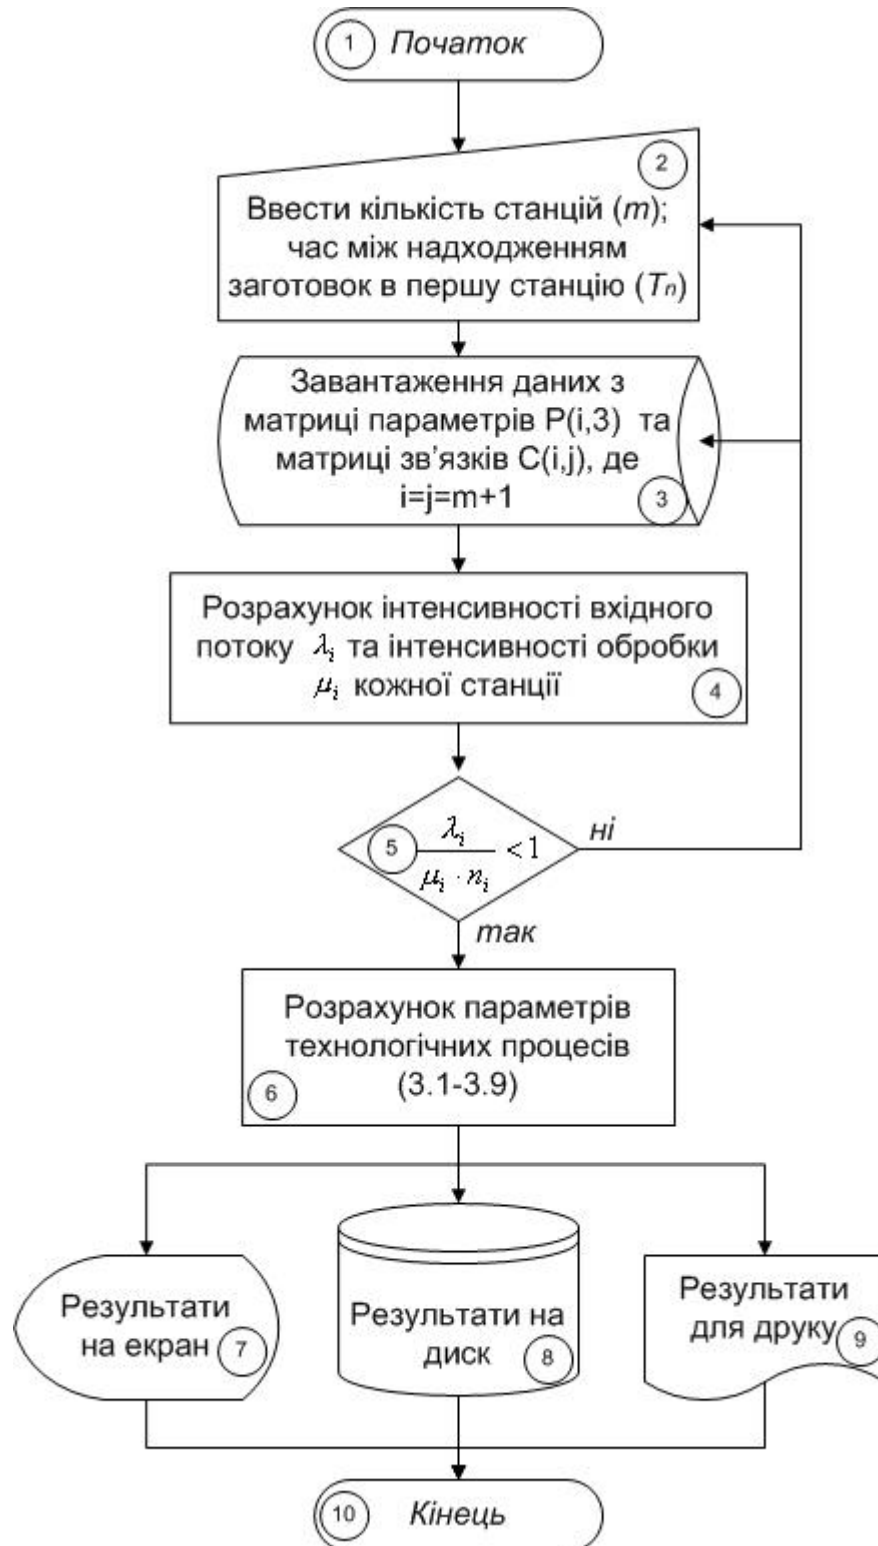 1 Початок
2
Ввести кількість станцій (m);
час між надходженням
заготовок в першу станцію (Tn)
Завантаження даних з
матриці параметрів P(i,3) та
матриці зв'язків C(i,j), де
i=j=m+1
3
Розрахунок інтенсивності вхідного
потоку λi та інтенсивності обробки
μi кожної станції
4
5 λi / μi · ni < 1
ні
так
Розрахунок параметрів
технологічних процесів
(3.1-3.9)
6
Результати
на екран
7
Результати на
диск
8
Результати
для друку
9
10 Кінець